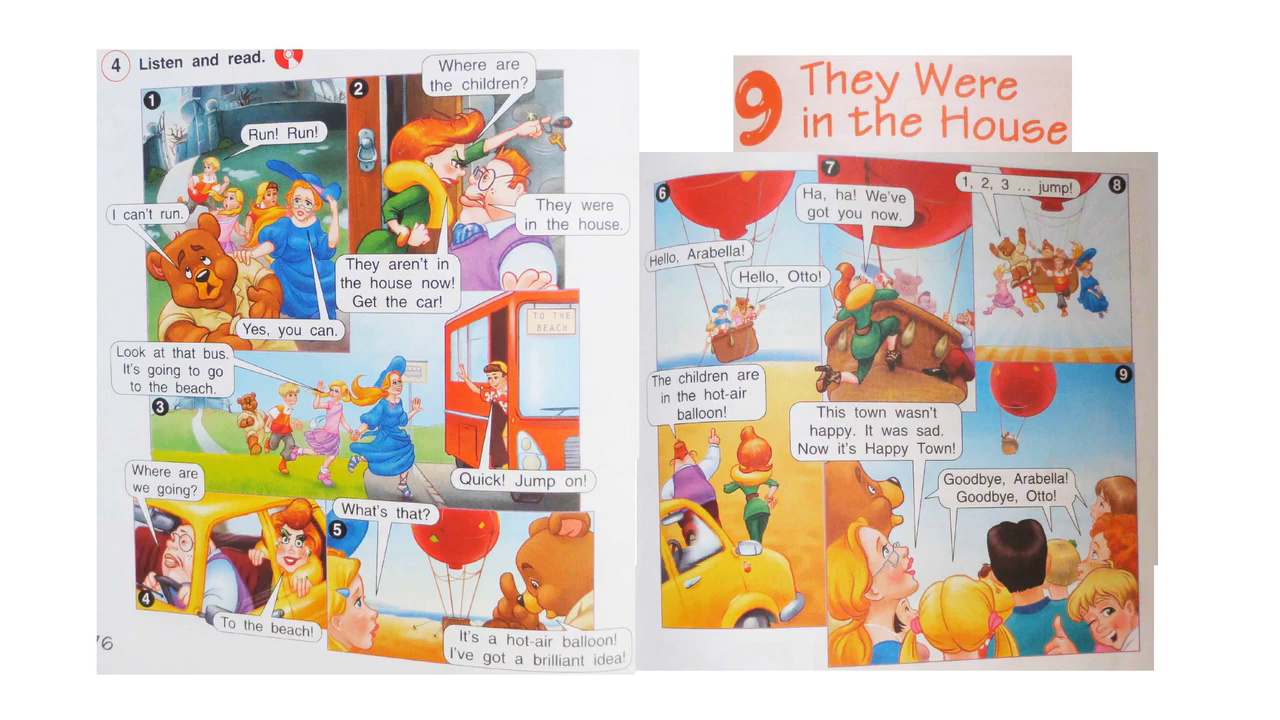 4 Listen and read.
1
Run! Run!
I can't run.
Yes, you can.
2
Where are
the children?
They were
in the house.
They aren't in
the house now!
Get the car!
Look at that bus.
It's going to go
to the beach.
3
TO THE
BEACH
Quick! Jump on!
Where are
we going?
4
To the beach!
What's that?
5
It's a hot-air balloon!
I've got a brilliant idea!
76
9 They Were
in the House
6
Hello, Arabella!
Hello, Otto!
The children are
in the hot-air
balloon!
7
Ha, ha! We've
got you now.
1, 2, 3 ... jump!
8
This town wasn't
happy. It was sad.
Now it's Happy Town!
9
Goodbye, Arabella!
Goodbye, Otto!